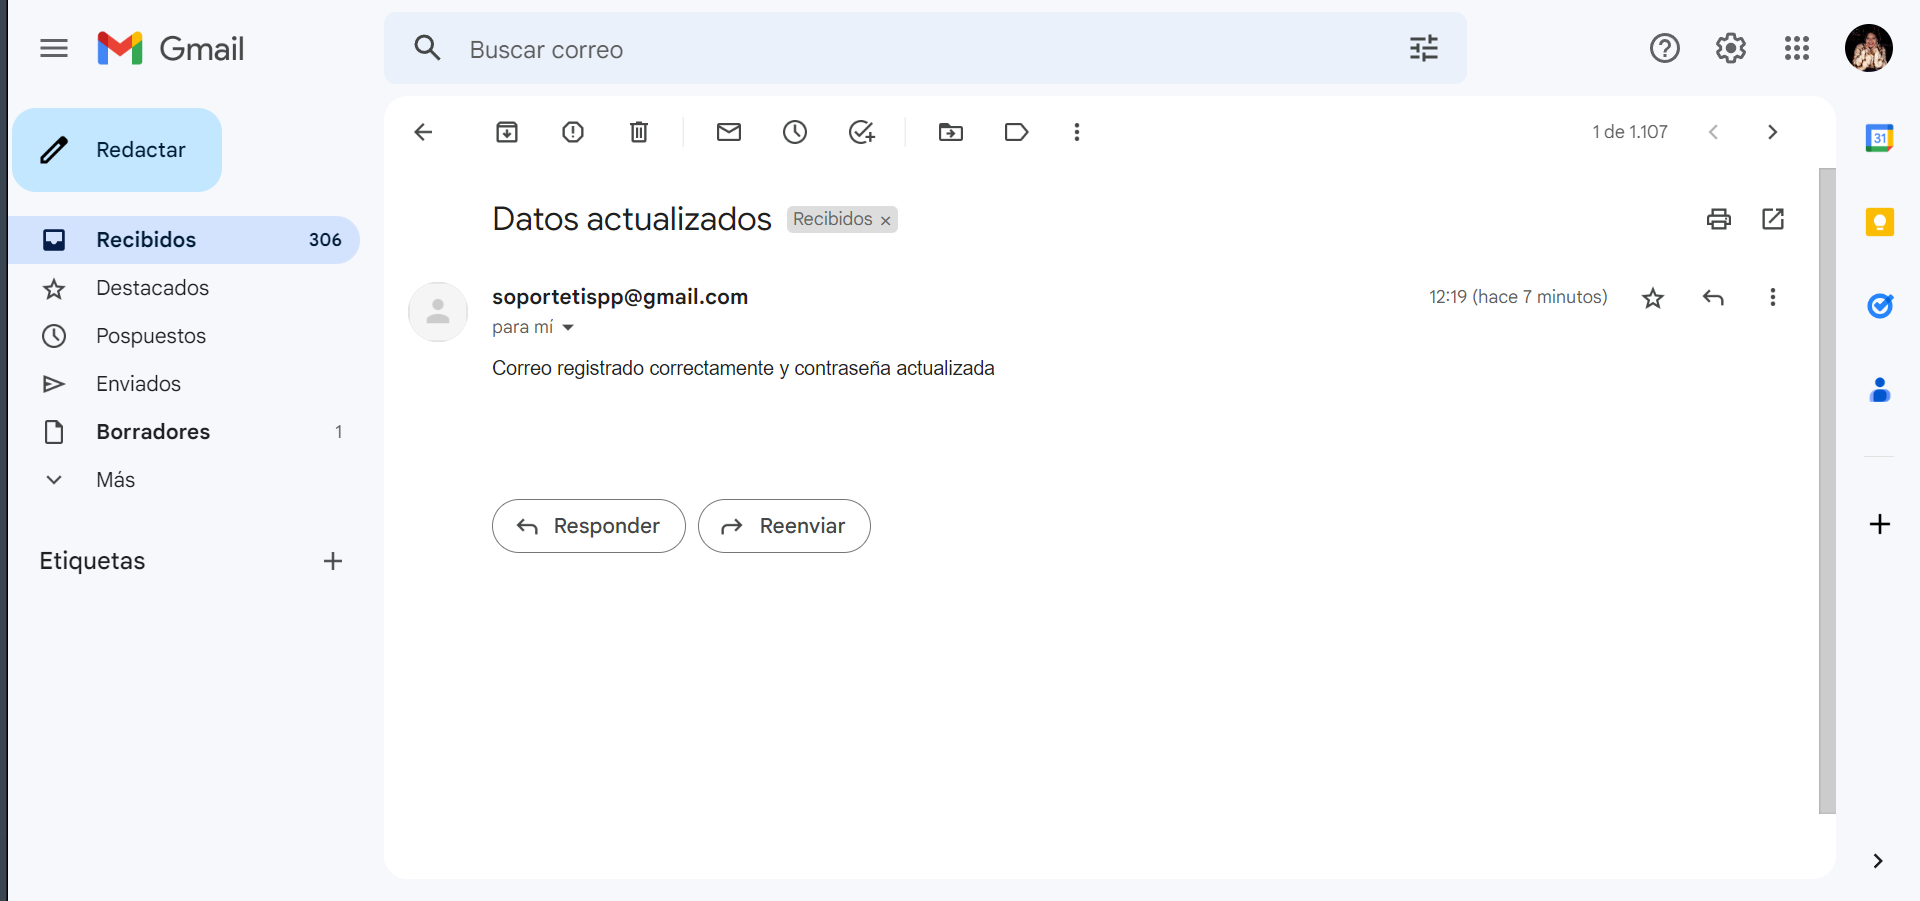 Gmail
Buscar correo
Redactar
1 de 1.107
31
Datos actualizados
Recibidos ×
Recibidos 306
Destacados
Pospuestos
Enviados
Borradores 1
Más
Etiquetas
soportetispp@gmail.com
12:19 (hace 7 minutos)
para mí
Correo registrado correctamente y contraseña actualizada
Responder
Reenviar